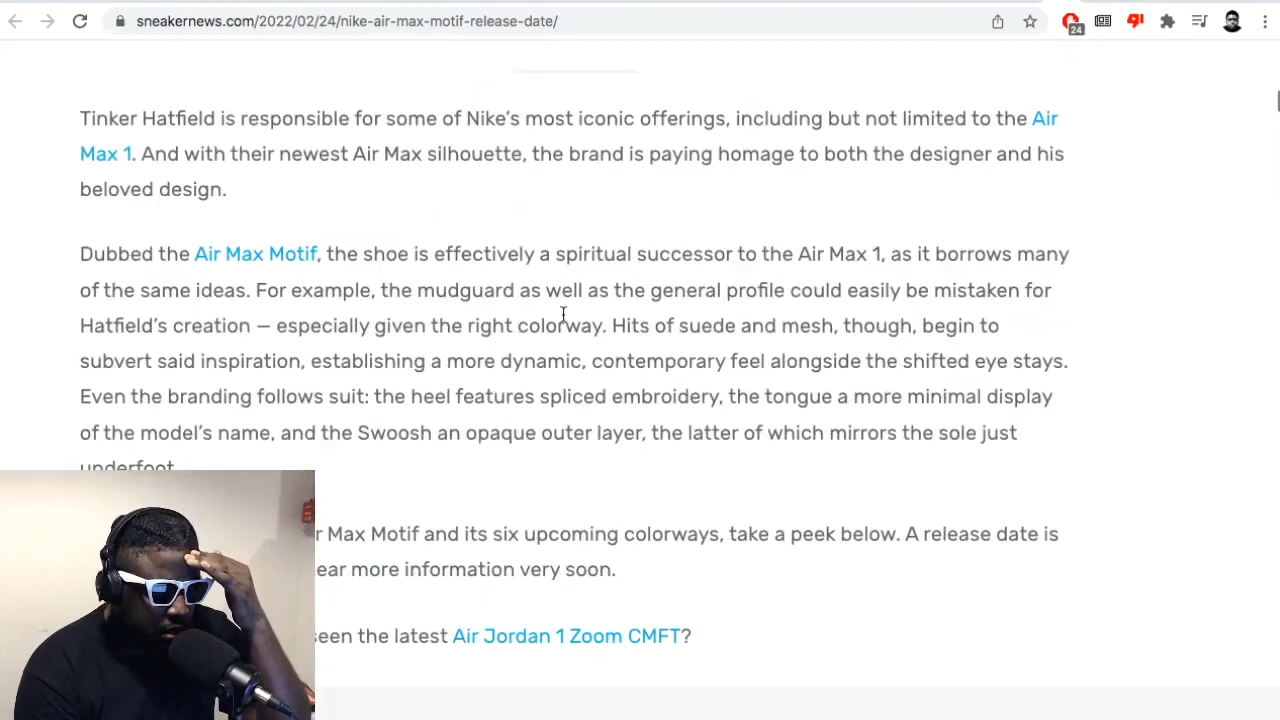 sneakernews.com/2022/02/24/nike-air-max-motif-release-date/
24
Tinker Hatfield is responsible for some of Nike’s most iconic offerings, including but not limited to the Air
Max 1. And with their newest Air Max silhouette, the brand is paying homage to both the designer and his
beloved design.
Dubbed the Air Max Motif, the shoe is effectively a spiritual successor to the Air Max 1, as it borrows many
of the same ideas. For example, the mudguard as well as the general profile could easily be mistaken for
Hatfield’s creation — especially given the right colorway. Hits of suede and mesh, though, begin to
subvert said inspiration, establishing a more dynamic, contemporary feel alongside the shifted eye stays.
Even the branding follows suit: the heel features spliced embroidery, the tongue a more minimal display
of the model’s name, and the Swoosh an opaque outer layer, the latter of which mirrors the sole just
underfoot.
Max Motif and its six upcoming colorways, take a peek below. A release date is
more information very soon.
seen the latest Air Jordan 1 Zoom CMFT?